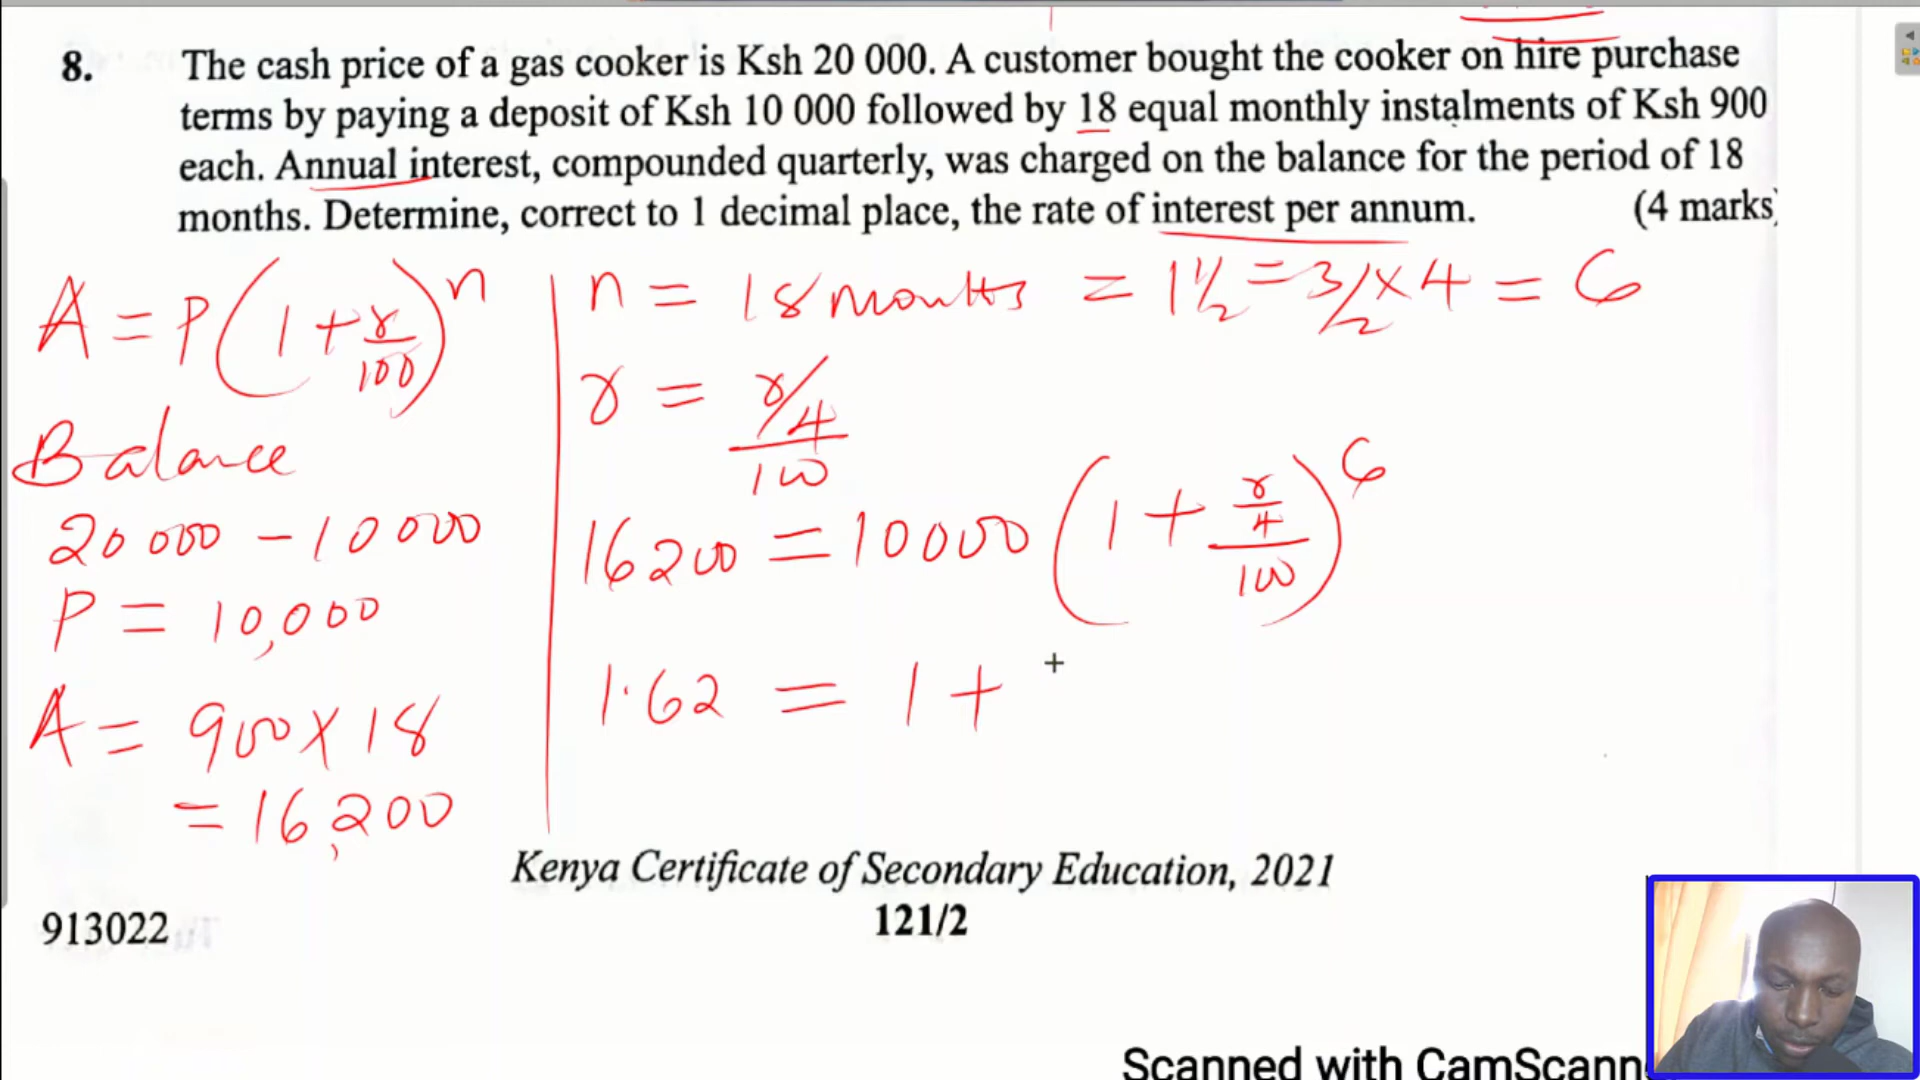 8. The cash price of a gas cooker is Ksh 20 000. A customer bought the cooker on hire purchase
terms by paying a deposit of Ksh 10 000 followed by 18 equal monthly instalments of Ksh 900
each. Annual interest, compounded quarterly, was charged on the balance for the period of 18
months. Determine, correct to 1 decimal place, the rate of interest per annum. (4 marks)
A = P(1 + r/100)^n
n = 18 months = 1 1/2 = 3/2 × 4 = 6
r = r/4 / 100
Balance
20 000 - 10 000
P = 10,000
A = 900 × 18
= 16,200
16200 = 10000 (1 + r/4 / 100)^6
1.62 = 1 +
Kenya Certificate of Secondary Education, 2021
913022
121/2
Scanned with CamScanne